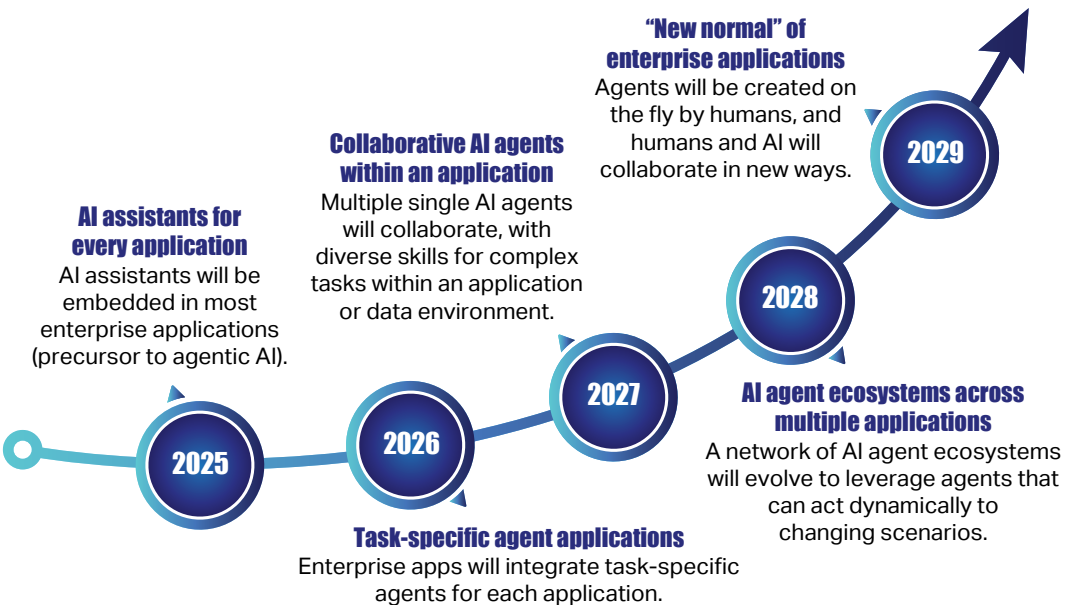 AI assistants for
every application
AI assistants will be
embedded in most
enterprise applications
(precursor to agentic AI).
2025
2026
Task-specific agent applications
Enterprise apps will integrate task-specific
agents for each application.
Collaborative AI agents
within an application
Multiple single AI agents
will collaborate, with
diverse skills for complex
tasks within an application
or data environment.
2027
2028
AI agent ecosystems across
multiple applications
A network of AI agent ecosystems
will evolve to leverage agents that
can act dynamically to
changing scenarios.
“New normal” of
enterprise applications
Agents will be created on
the fly by humans, and
humans and AI will
collaborate in new ways.
2029